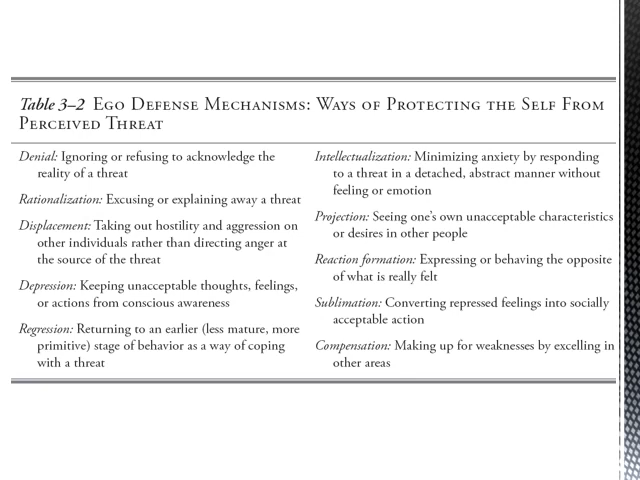 Table 3–2 Ego Defense Mechanisms: Ways of Protecting the Self From
Perceived Threat
Denial: Ignoring or refusing to acknowledge the
reality of a threat
Rationalization: Excusing or explaining away a threat
Displacement: Taking out hostility and aggression on
other individuals rather than directing anger at
the source of the threat
Depression: Keeping unacceptable thoughts, feelings,
or actions from conscious awareness
Regression: Returning to an earlier (less mature, more
primitive) stage of behavior as a way of coping
with a threat
Intellectualization: Minimizing anxiety by responding
to a threat in a detached, abstract manner without
feeling or emotion
Projection: Seeing one’s own unacceptable characteristics
or desires in other people
Reaction formation: Expressing or behaving the opposite
of what is really felt
Sublimation: Converting repressed feelings into socially
acceptable action
Compensation: Making up for weaknesses by excelling in
other areas